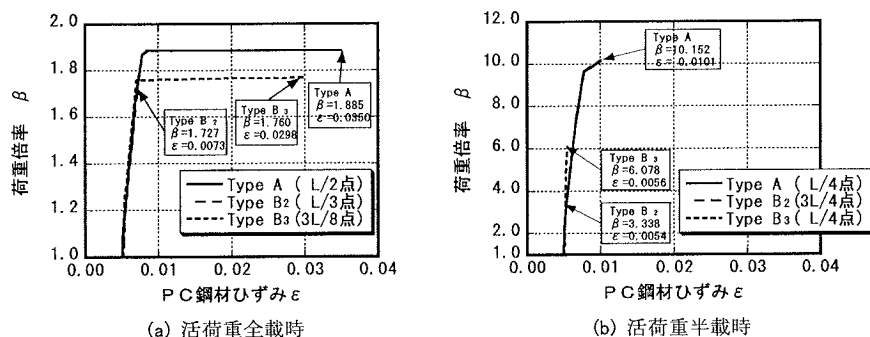 2.0
1.8
1.6
1.4
1.2
1.0
荷重倍率 β
Type A
β=1.885
ε=0.0350
Type B₃
β=1.760
ε=0.0298
Type B₂
β=1.727
ε=0.0073
Type A ( L/2点)
Type B₂ ( L/3点)
Type B₃ (3L/8点)
0.00 0.01 0.02 0.03 0.04
PC鋼材ひずみε
(a) 活荷重全載時
12.0
10.0
8.0
6.0
4.0
2.0
1.0
荷重倍率 β
Type A
β=10.152
ε= 0.0101
Type B₃
β=6.078
ε=0.0056
Type B₂
β=3.338
ε=0.0054
Type A ( L/4点)
Type B₂ (3L/4点)
Type B₃ ( L/4点)
0.00 0.01 0.02 0.03 0.04
PC鋼材ひずみε
(b) 活荷重半載時